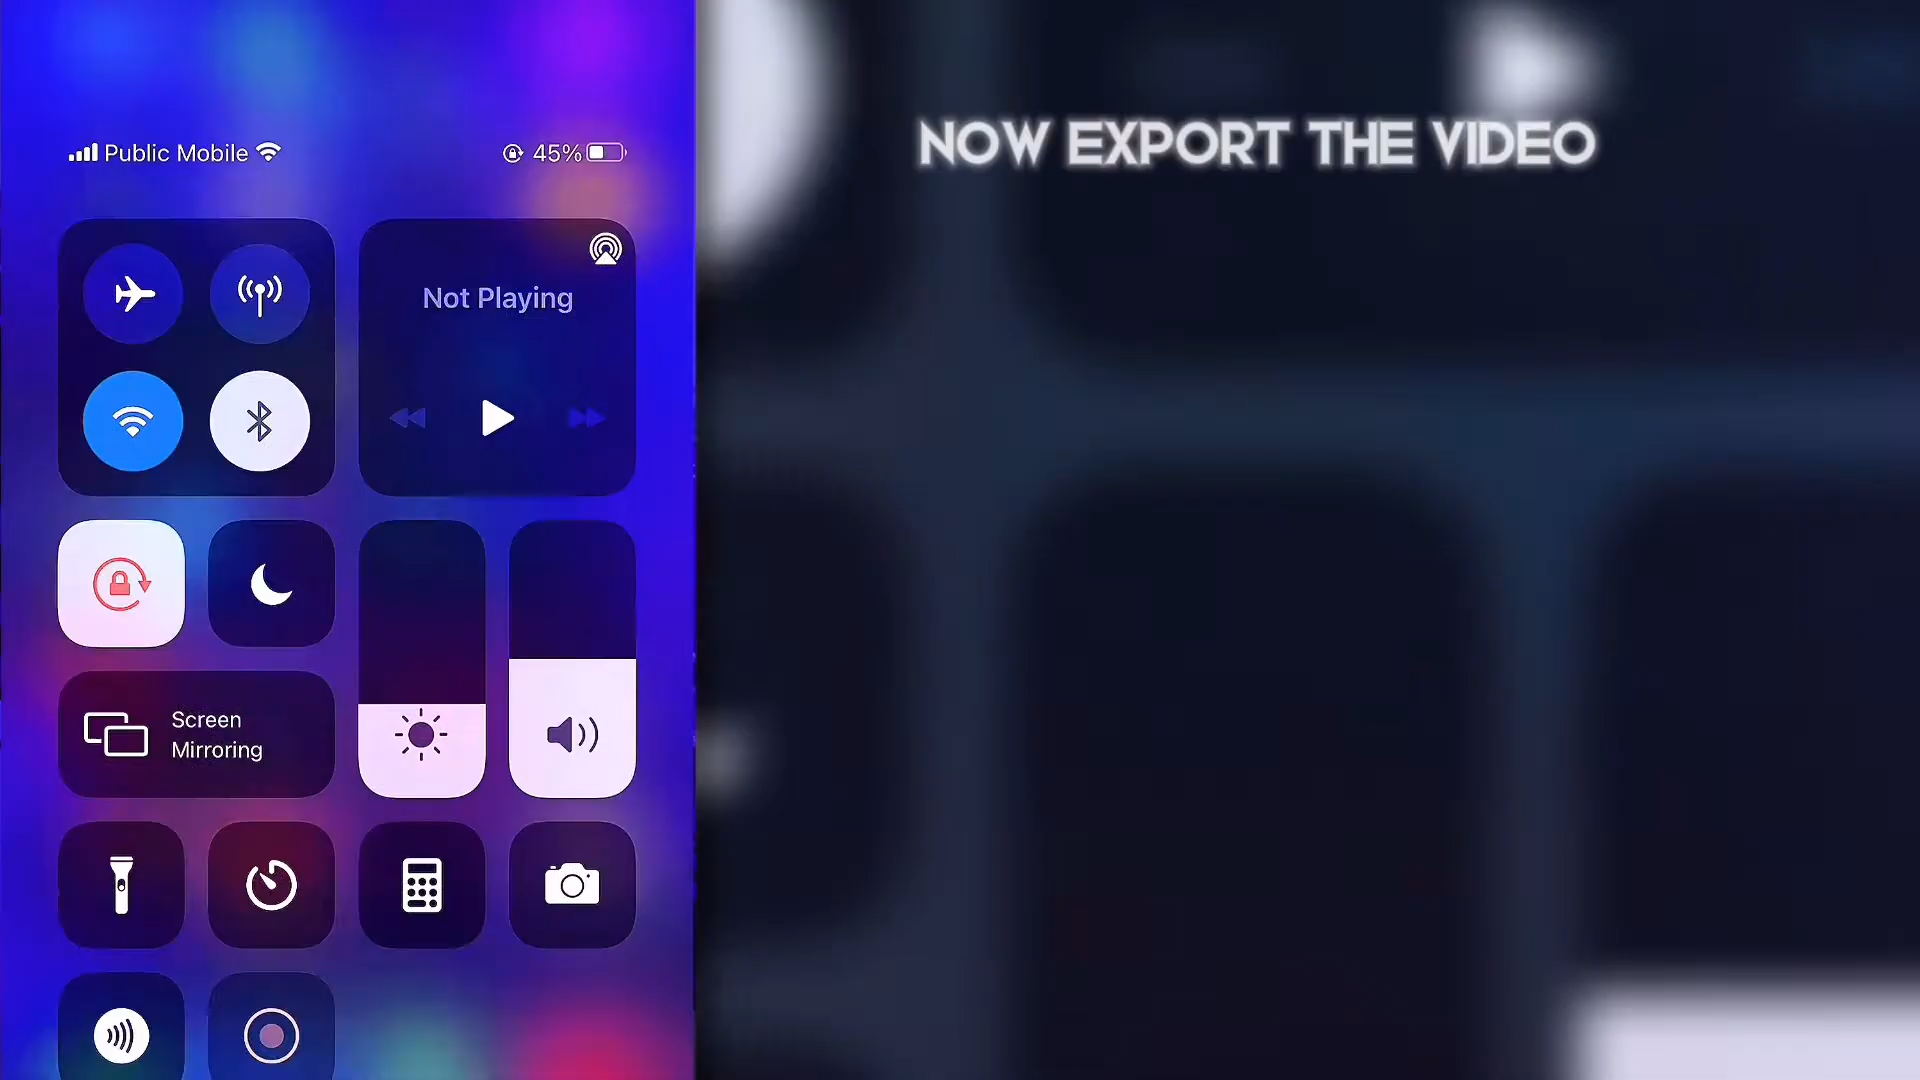 Public Mobile
45%
NOW EXPORT THE VIDEO
Not Playing
Screen
Mirroring